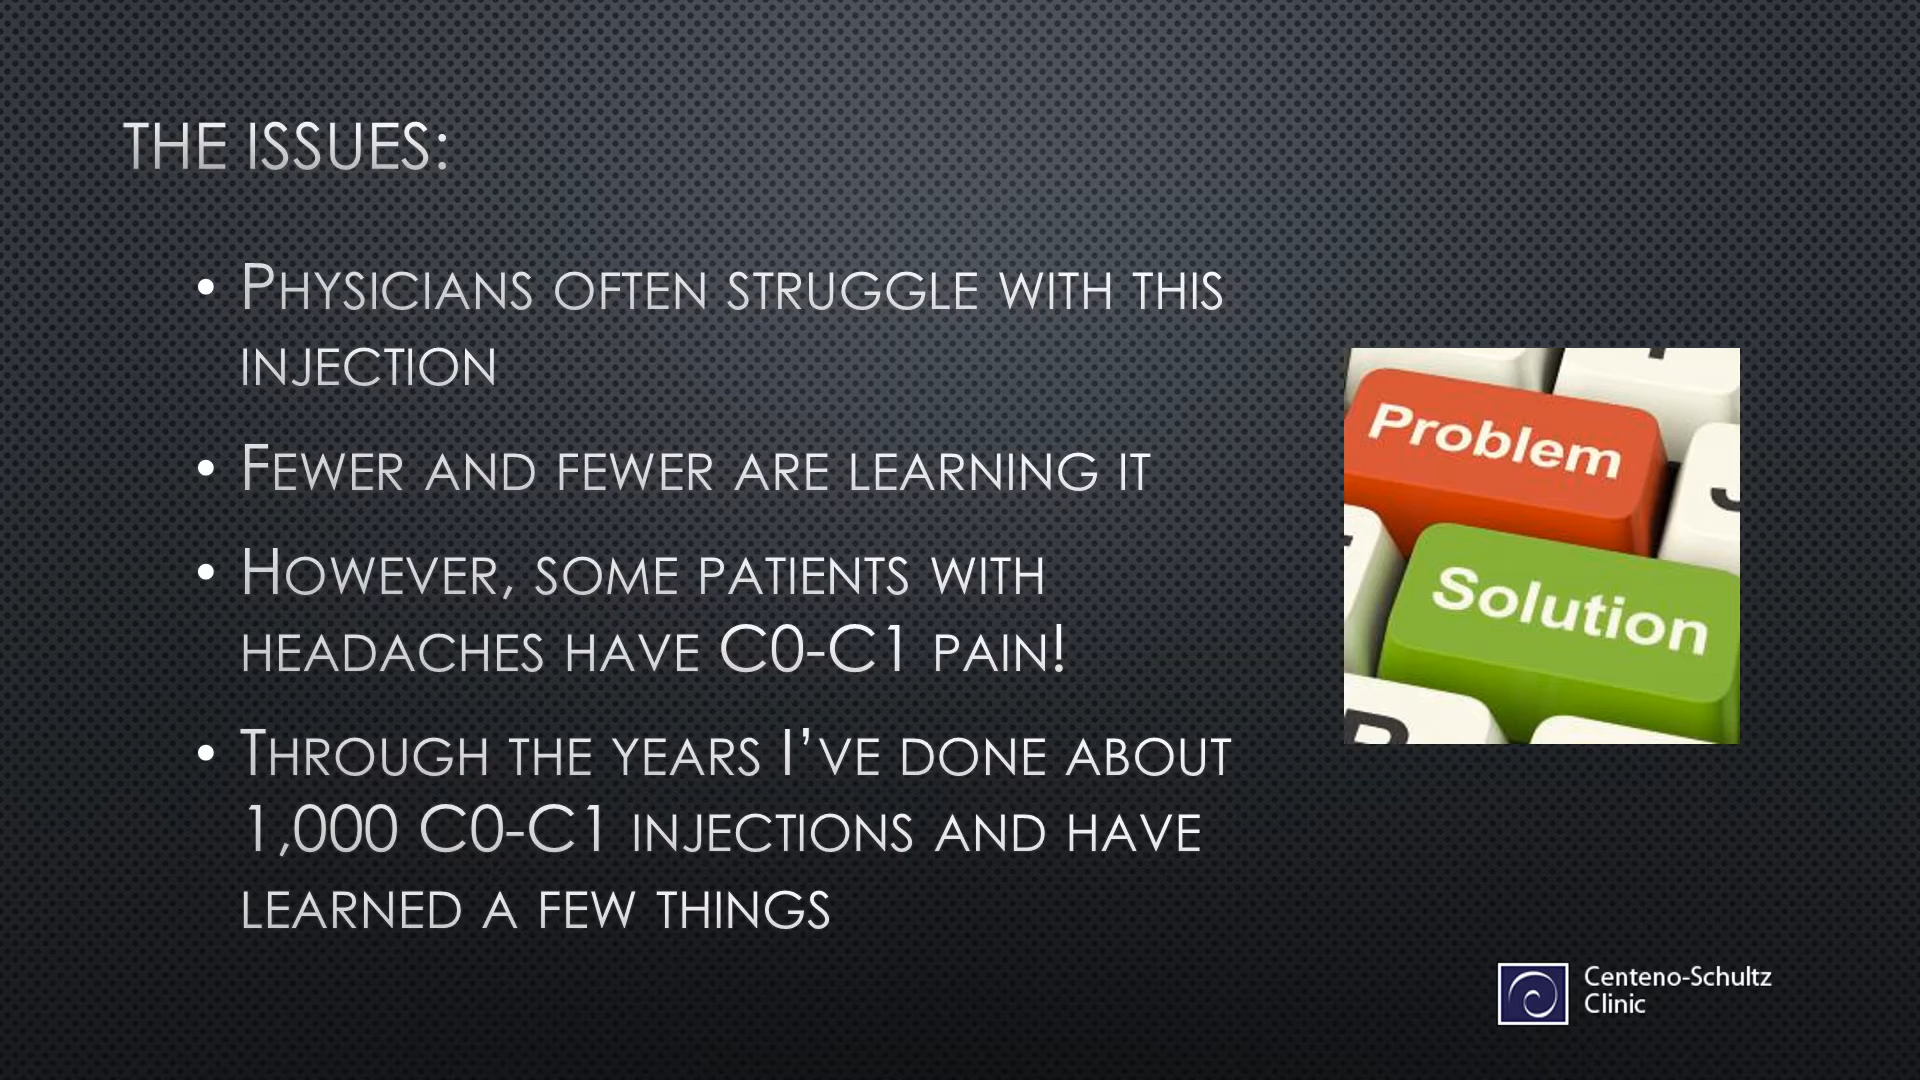 THE ISSUES:
• PHYSICIANS OFTEN STRUGGLE WITH THIS
INJECTION
• FEWER AND FEWER ARE LEARNING IT
• HOWEVER, SOME PATIENTS WITH
HEADACHES HAVE C0-C1 PAIN!
• THROUGH THE YEARS I’VE DONE ABOUT
1,000 C0-C1 INJECTIONS AND HAVE
LEARNED A FEW THINGS
Problem
Solution
Centeno-Schultz
Clinic